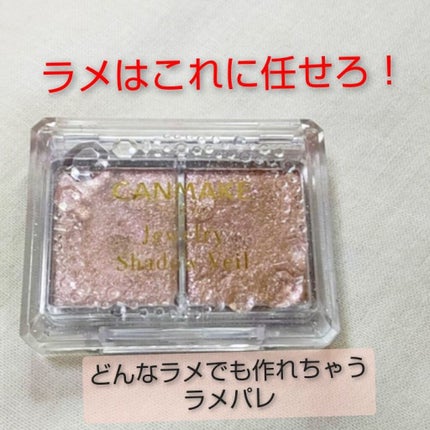 ラメはこれに任せろ！
CANMAKE
Jewelry
Shadow Veil
どんなラメでも作れちゃう
ラメパレ